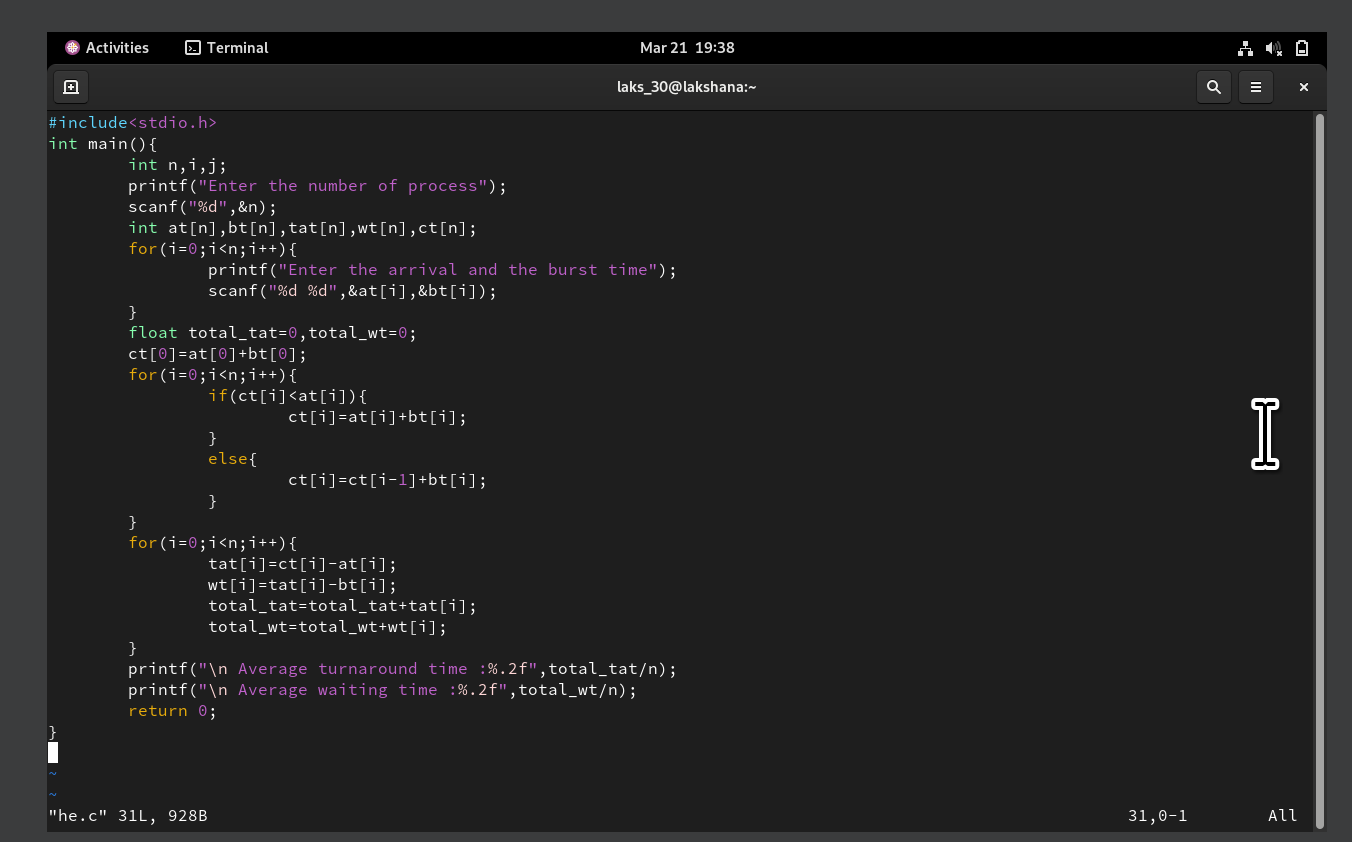 Activities Terminal Mar 21 19:38
laks_30@lakshana:~
#include<stdio.h>
int main(){
        int n,i,j;
        printf("Enter the number of process");
        scanf("%d",&n);
        int at[n],bt[n],tat[n],wt[n],ct[n];
        for(i=0;i<n;i++){
                printf("Enter the arrival and the burst time");
                scanf("%d %d",&at[i],&bt[i]);
        }
        float total_tat=0,total_wt=0;
        ct[0]=at[0]+bt[0];
        for(i=0;i<n;i++){
                if(ct[i]<at[i]){
                        ct[i]=at[i]+bt[i];
                }
                else{
                        ct[i]=ct[i-1]+bt[i];
                }
        }
        for(i=0;i<n;i++){
                tat[i]=ct[i]-at[i];
                wt[i]=tat[i]-bt[i];
                total_tat=total_tat+tat[i];
                total_wt=total_wt+wt[i];
        }
        printf("\n Average turnaround time :%.2f",total_tat/n);
        printf("\n Average waiting time :%.2f",total_wt/n);
        return 0;
}
~
~
"he.c" 31L, 928B 31,0-1 All